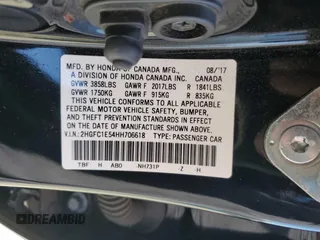 MFD. BY HONDA OF CANADA MFG., 08/'17
A DIVISION OF HONDA CANADA INC. CANADA
GVWR 3858LBS GAWR F 2017LBS R 1841LBS
GVWR 1750KG GAWR F 915KG R 835KG
THIS VEHICLE CONFORMS TO ALL APPLICABLE
FEDERAL MOTOR VEHICLE SAFETY, BUMPER,
AND THEFT PREVENTION STANDARDS IN EFFECT
ON THE DATE OF MANUFACTURE SHOWN ABOVE.
V.I.N.: 2HGFC1E54HH706618 TYPE: PASSENGER CAR
TBF H AB0 NH731P Z -H
DREAMBID